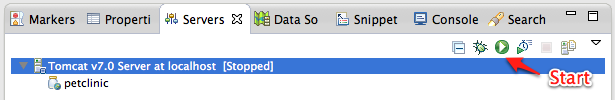 Markers Properti Servers Data So Snippet Console Search
Tomcat v7.0 Server at localhost [Stopped]
Start
petclinic